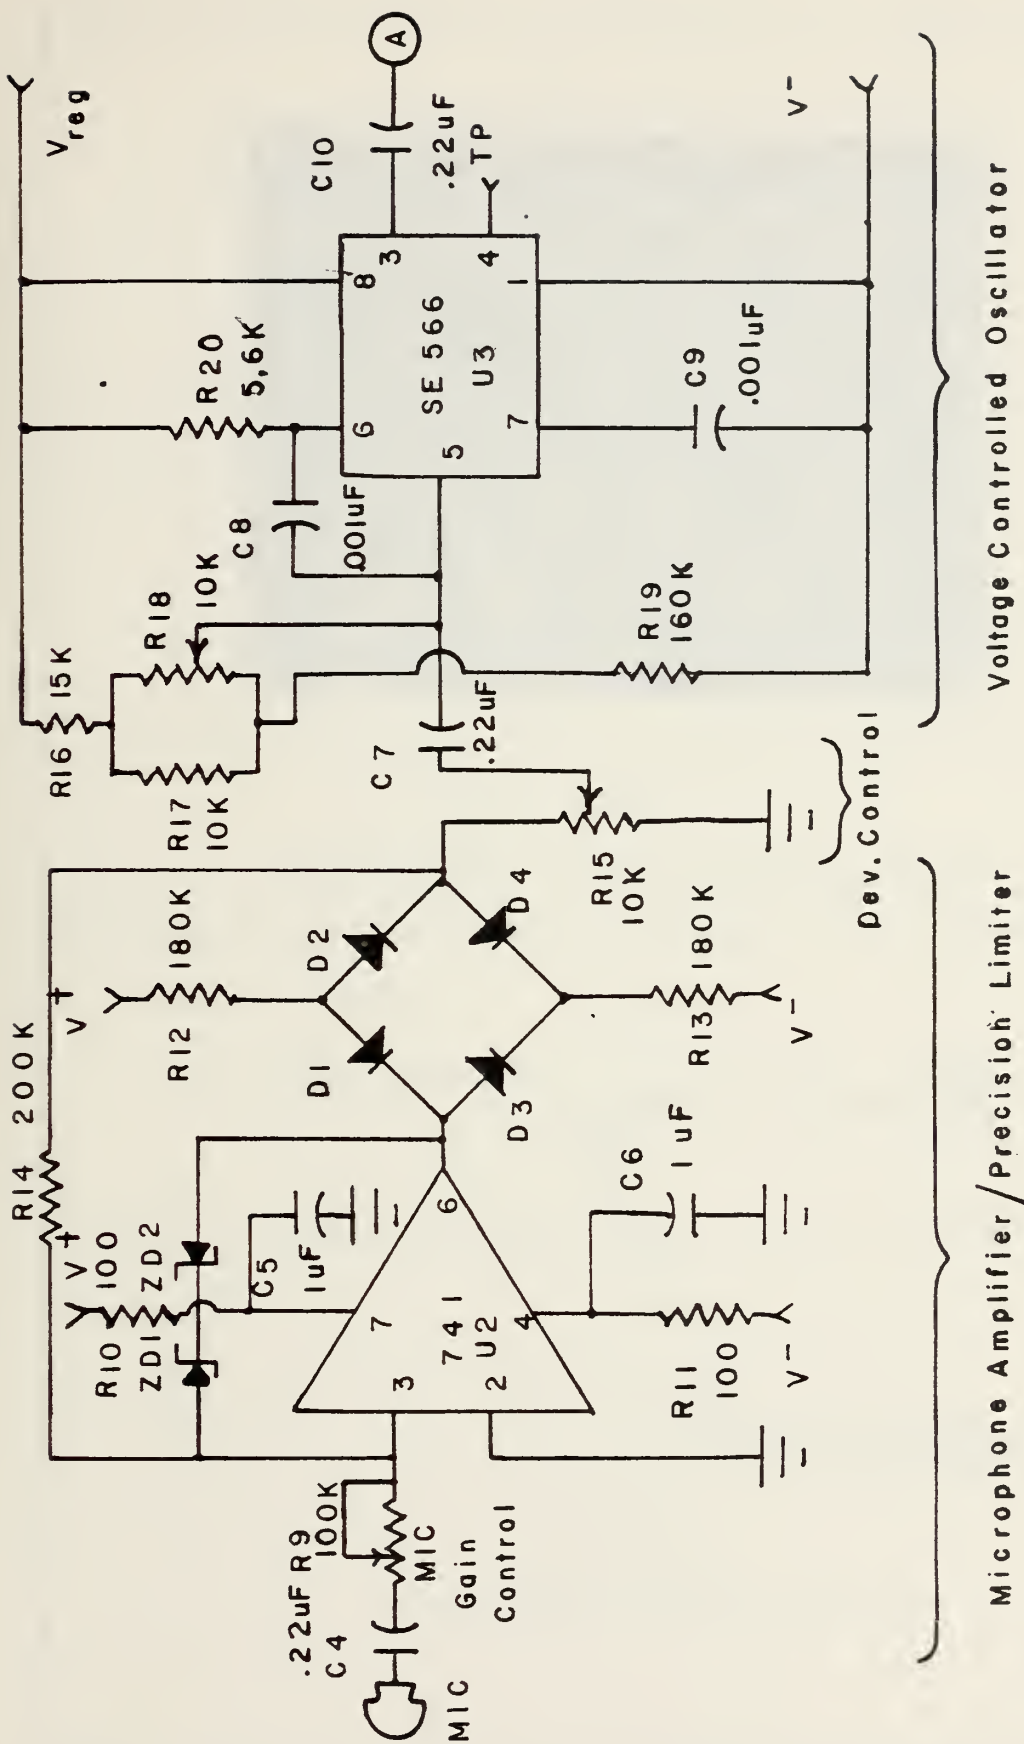 R14 200K
V+
V+
100
R10
ZD1
ZD2
C5
1uF
R12
180K
D1
D2
D3
D4
R13
180K
V-
7
3
741
U2
2
6
4
C6
1uF
R11
100
V-
.22uF
C4
R9
100K
MIC
MIC
Gain
Control
R15
10K
C7
.22uF
R16 15K
R17
10K
R18
10K
C8
.001uF
R19
160K
R20
5,6K
Vreg
6
8
5
SE 566
U3
3
4
7
1
C9
.001uF
C10
.22uF
TP
A
V-
Microphone Amplifier / Precision Limiter
Dev. Control
Voltage Controlled Oscillator